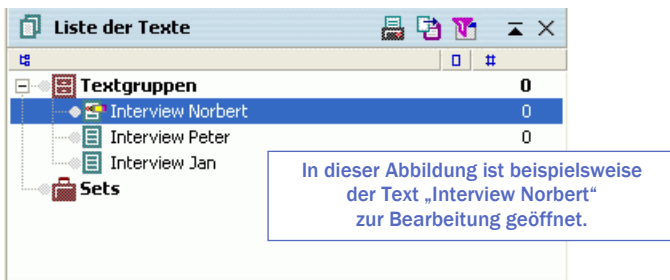 Liste der Texte
#
Textgruppen 0
Interview Norbert 0
Interview Peter 0
Interview Jan
Sets
In dieser Abbildung ist beispielsweise
der Text „Interview Norbert“
zur Bearbeitung geöffnet.